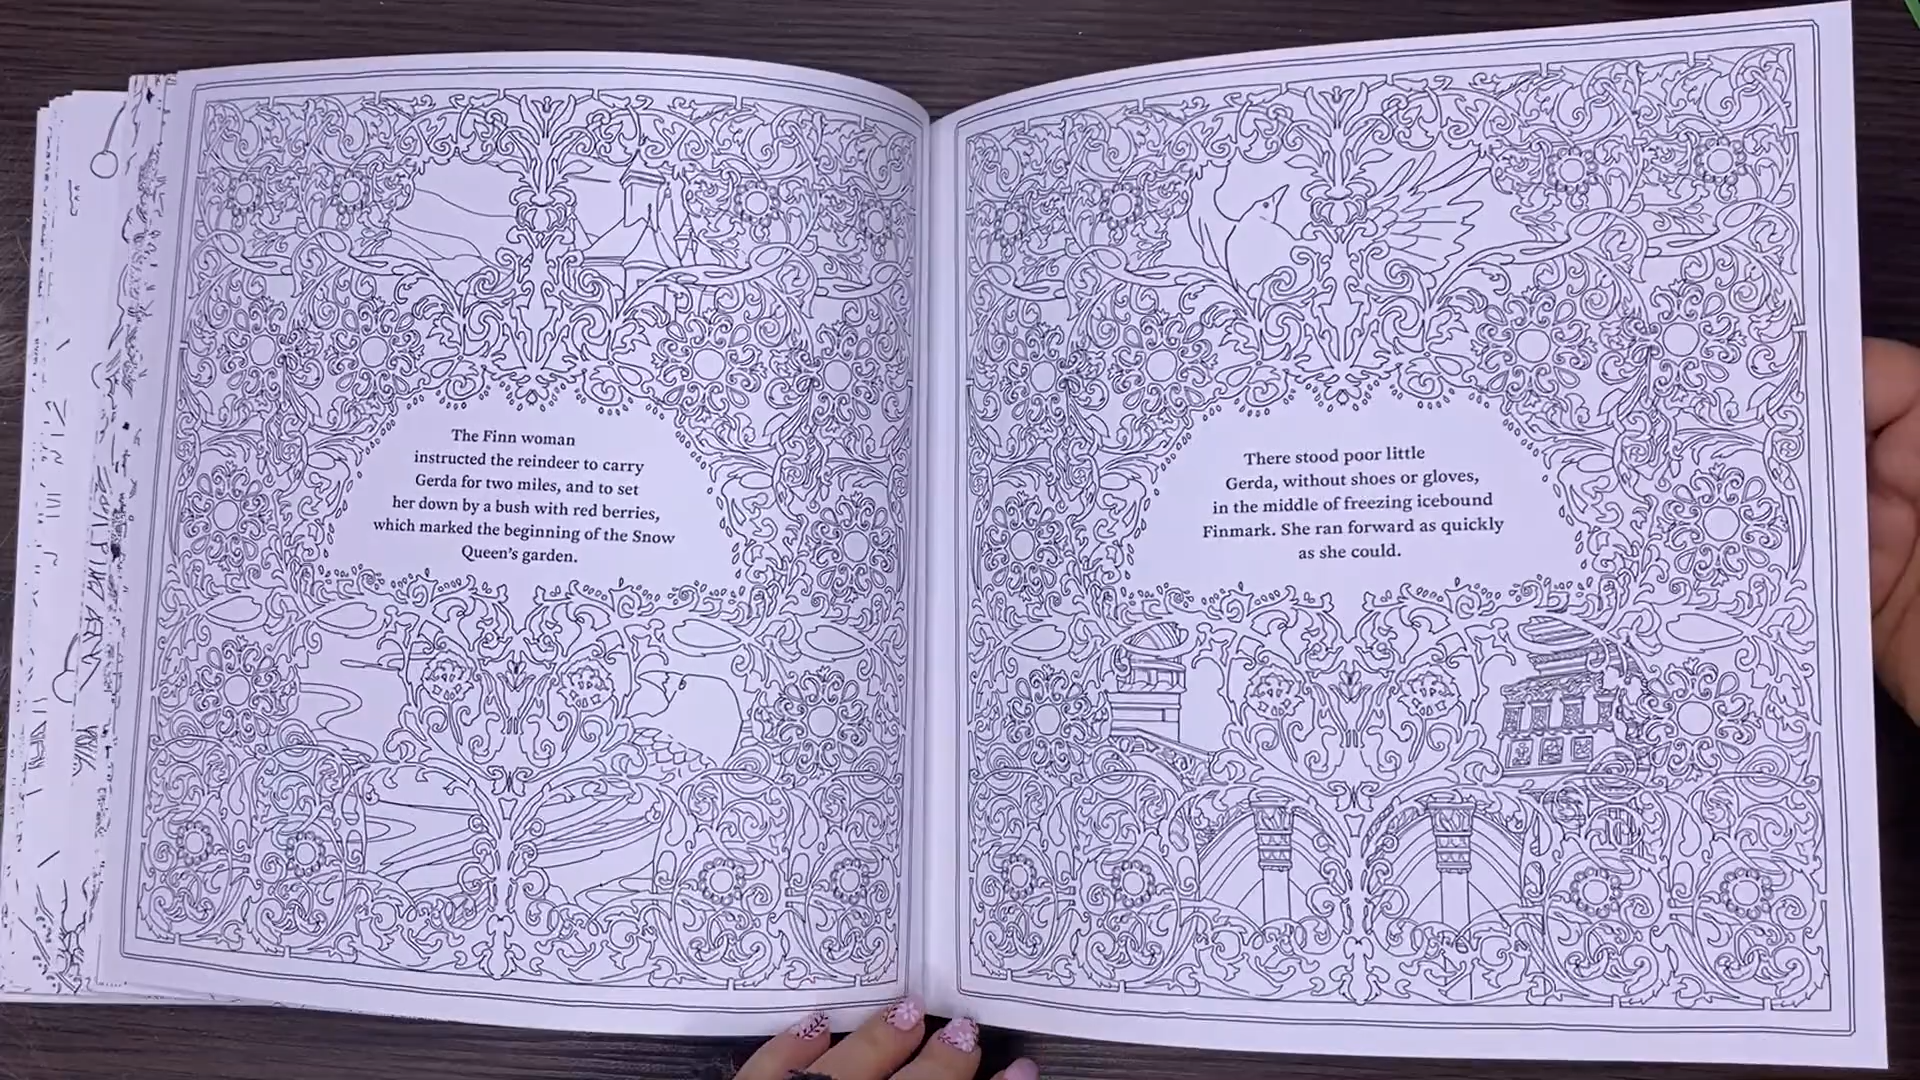 The Finn woman
instructed the reindeer to carry
Gerda for two miles, and to set
her down by a bush with red berries,
which marked the beginning of the Snow
Queen's garden.
There stood poor little
Gerda, without shoes or gloves,
in the middle of freezing icebound
Finmark. She ran forward as quickly
as she could.